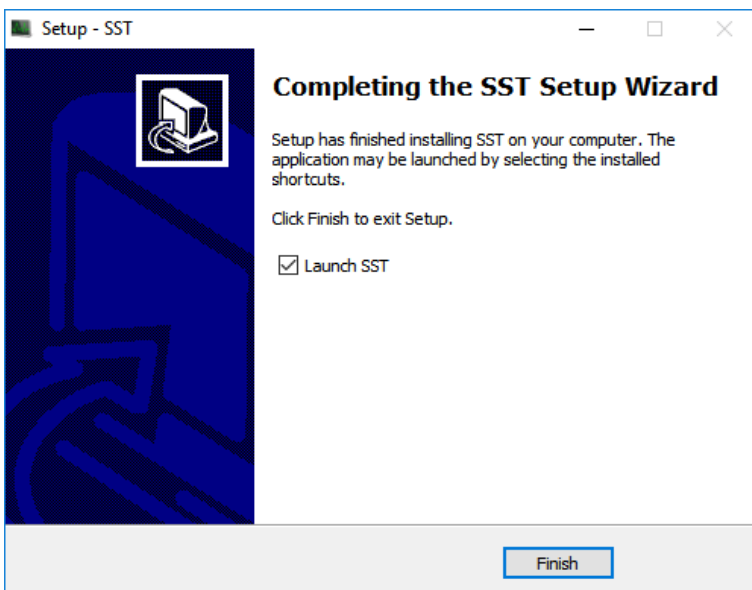 Setup - SST
Completing the SST Setup Wizard
Setup has finished installing SST on your computer. The
application may be launched by selecting the installed
shortcuts.
Click Finish to exit Setup.
Launch SST
Finish